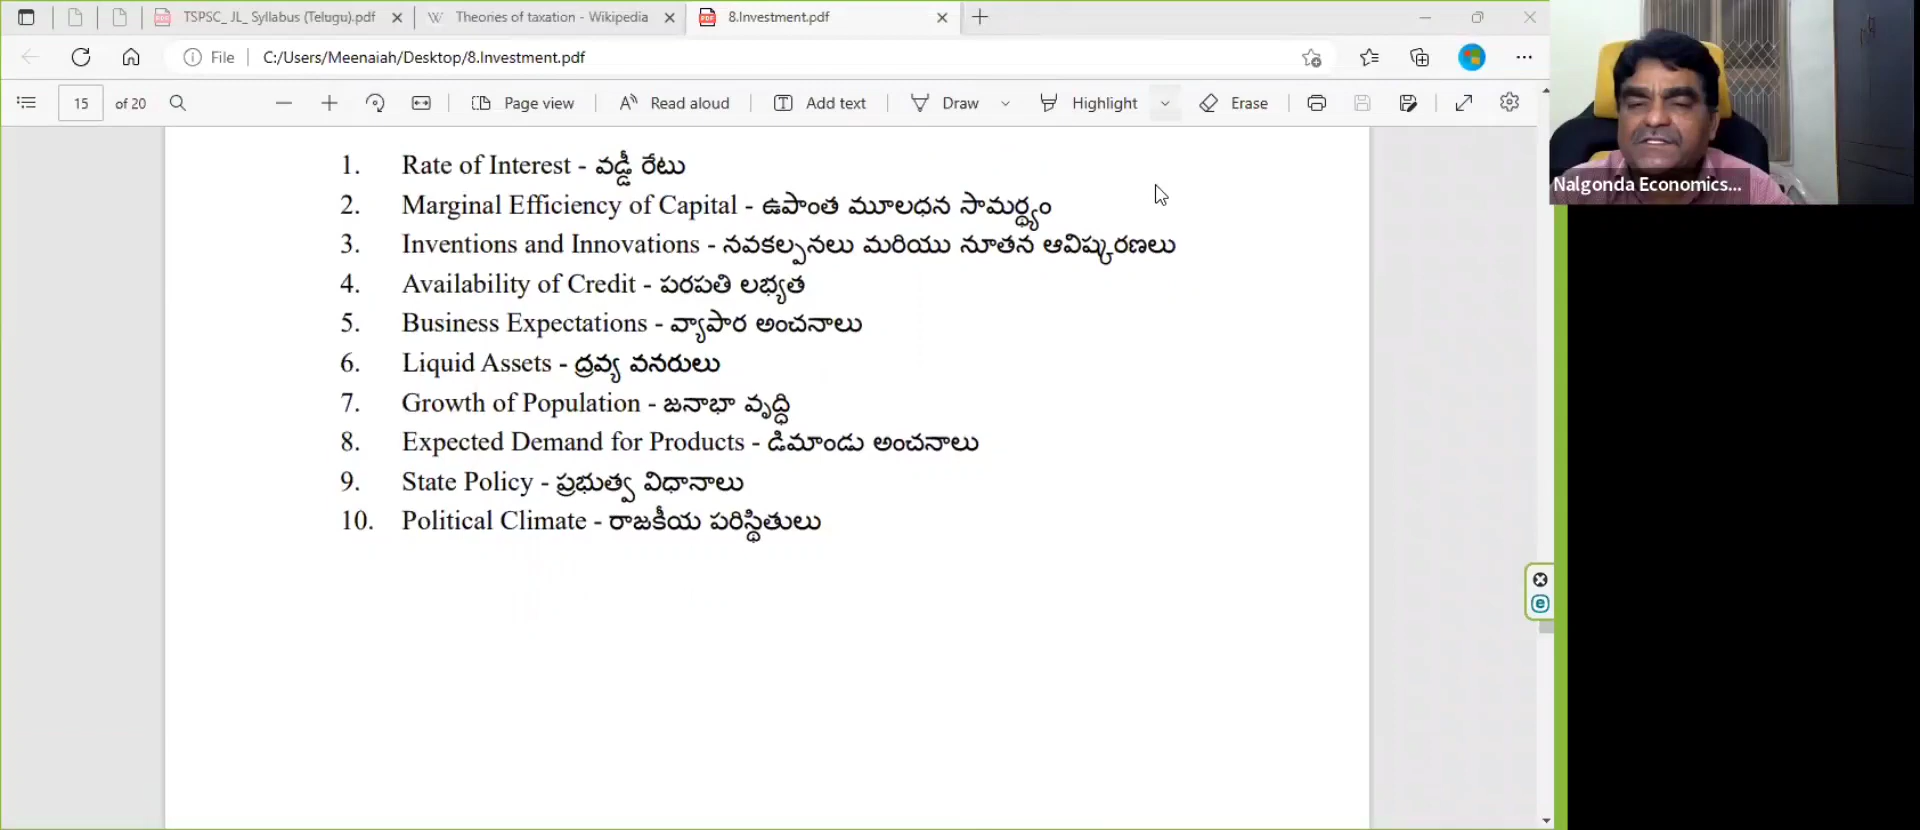 TSPSC_ JL_ Syllabus (Telugu).pdf
Theories of taxation - Wikipedia
8.Investment.pdf
File
C:/Users/Meenaiah/Desktop/8.Investment.pdf
15 of 20
Page view
Read aloud
Add text
Draw
Highlight
Erase
Nalgonda Economics...
1. Rate of Interest - వడ్డీ రేటు
2. Marginal Efficiency of Capital - ఉపాంత మూలధన సామర్థ్యం
3. Inventions and Innovations - నవకల్పనలు మరియు నూతన ఆవిష్కరణలు
4. Availability of Credit - పరపతి లభ్యత
5. Business Expectations - వ్యాపార అంచనాలు
6. Liquid Assets - ద్రవ్య వనరులు
7. Growth of Population - జనాభా వృద్ధి
8. Expected Demand for Products - డిమాండు అంచనాలు
9. State Policy - ప్రభుత్వ విధానాలు
10. Political Climate - రాజకీయ పరిస్థితులు